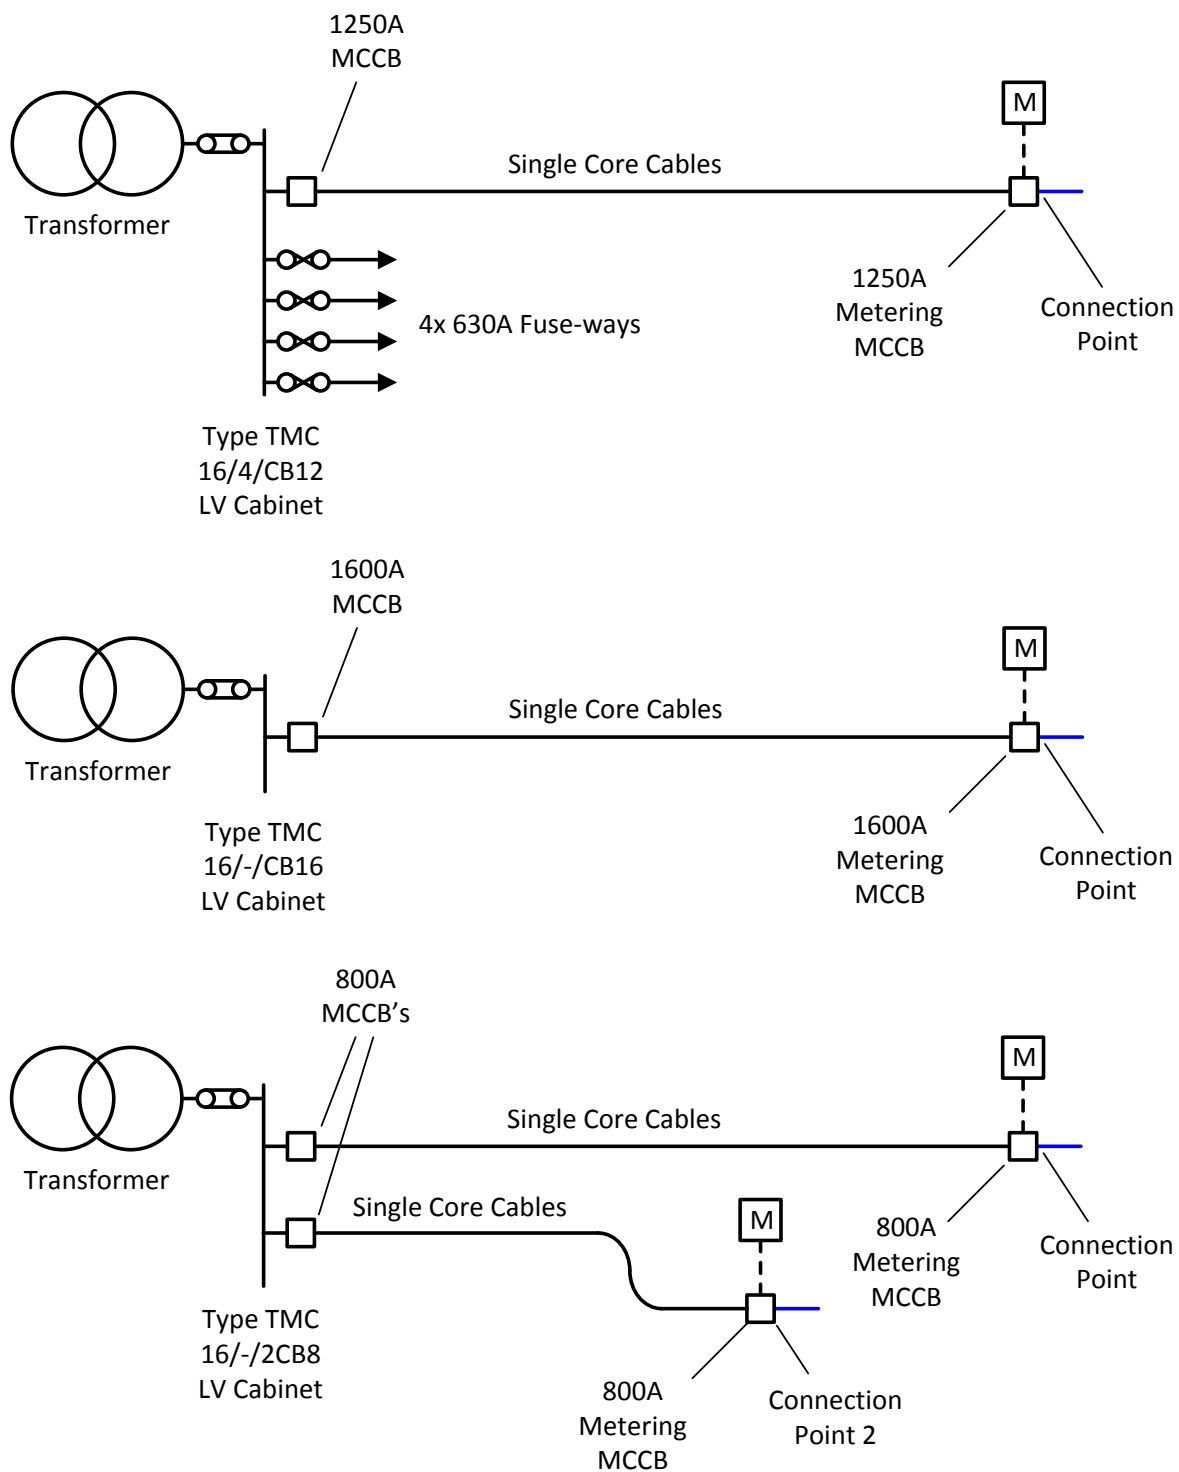 1250A
MCCB
M
Single Core Cables
Transformer
4x 630A Fuse-ways
1250A
Metering
MCCB
Connection
Point
Type TMC
16/4/CB12
LV Cabinet
1600A
MCCB
M
Single Core Cables
Transformer
1600A
Metering
MCCB
Connection
Point
Type TMC
16/-/CB16
LV Cabinet
800A
MCCB’s
M
Single Core Cables
Transformer
Single Core Cables
M
800A
Metering
MCCB
Connection
Point
Type TMC
16/-/2CB8
LV Cabinet
800A
Metering
MCCB
Connection
Point 2